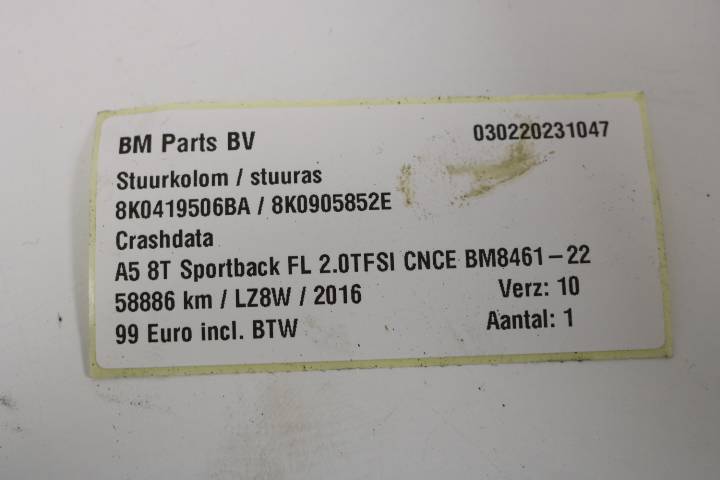 BM Parts BV 030220231047
Stuurkolom / stuuras
8K0419506BA / 8K0905852E
Crashdata
A5 8T Sportback FL 2.0TFSI CNCE BM8461-22
58886 km / LZ8W / 2016 Verz: 10
99 Euro incl. BTW Aantal: 1